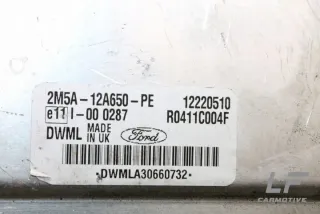 2M5A-12A650-PE 12220510
e11 I-00 0287 R0411C004F
DWML MADE IN UK Ford
*DWMLA30660732*
LF
CARMOTIVE